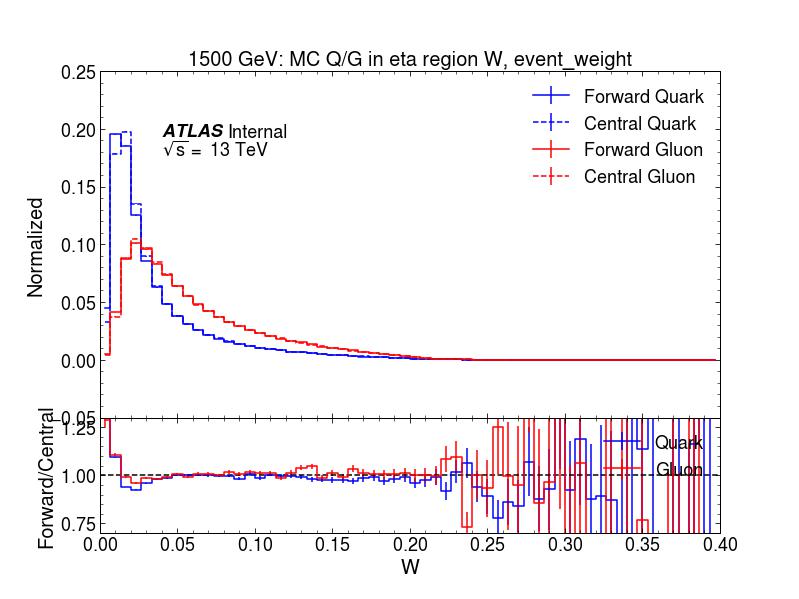 1500 GeV: MC Q/G in eta region W, event_weight
0.25
0.20
0.15
0.10
0.05
0.00
0.05
Normalized
ATLAS Internal
√s = 13 TeV
Forward Quark
Central Quark
Forward Gluon
Central Gluon
1.25
1.00
0.75
Forward/Central
Quark
Gluon
0.00 0.05 0.10 0.15 0.20 0.25 0.30 0.35 0.40
W